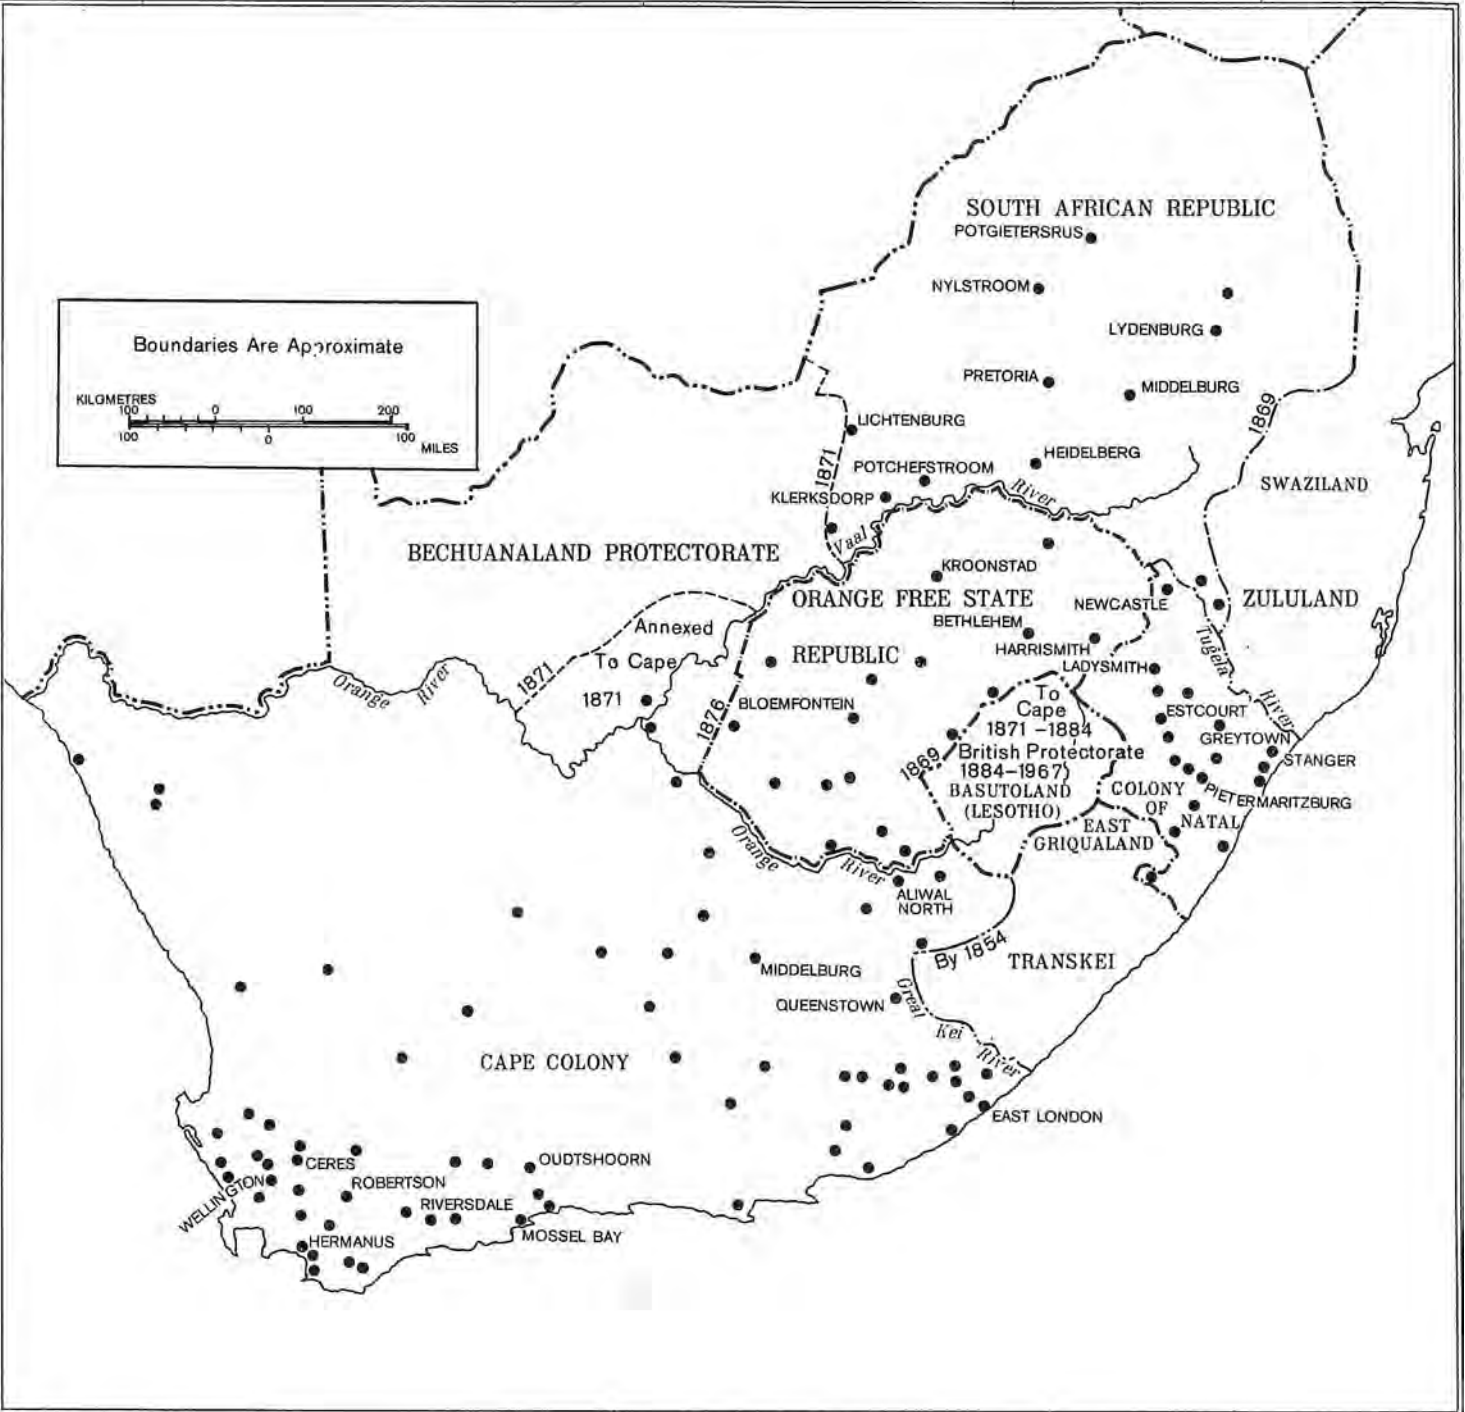 SOUTH AFRICAN REPUBLIC
POTGIETERSRUS
NYLSTROOM
LYDENBURG
Boundaries Are Approximate
KILOMETRES
100 0 100 200
100 0 100
MILES
PRETORIA
MIDDELBURG
1869
LICHTENBURG
1871
HEIDELBERG
POTCHEFSTROOM
KLERKSDORP
River
Vaal
SWAZILAND
BECHUANALAND PROTECTORATE
KROONSTAD
ORANGE FREE STATE
REPUBLIC
NEWCASTLE
ZULULAND
BETHLEHEM
HARRISMITH
LADYSMITH
Tugela
River
Annexed
To Cape
1871
1871
Orange
River
1876
BLOEMFONTEIN
To
Cape
1871 – 1884
British Protectorate
1884–1967)
BASUTOLAND
(LESOTHO)
1869
ESTCOURT
GREYTOWN
STANGER
PIETERMARITZBURG
COLONY
OF
NATAL
EAST
GRIQUALAND
Orange
River
ALIWAL
NORTH
By 1854
TRANSKEI
MIDDELBURG
QUEENSTOWN
Great
Kei
River
CAPE COLONY
EAST LONDON
CERES
OUDTSHOORN
WELLINGTON
ROBERTSON
RIVERSDALE
HERMANUS
MOSSEL BAY